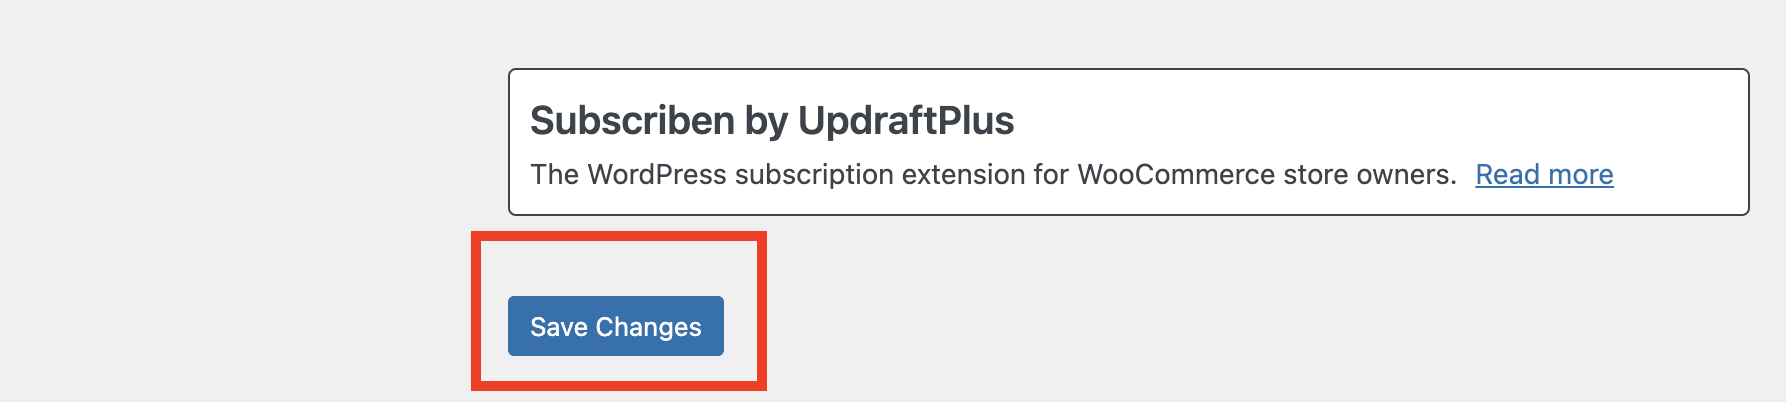 Subscriben by UpdraftPlus
The WordPress subscription extension for WooCommerce store owners. Read more
Save Changes